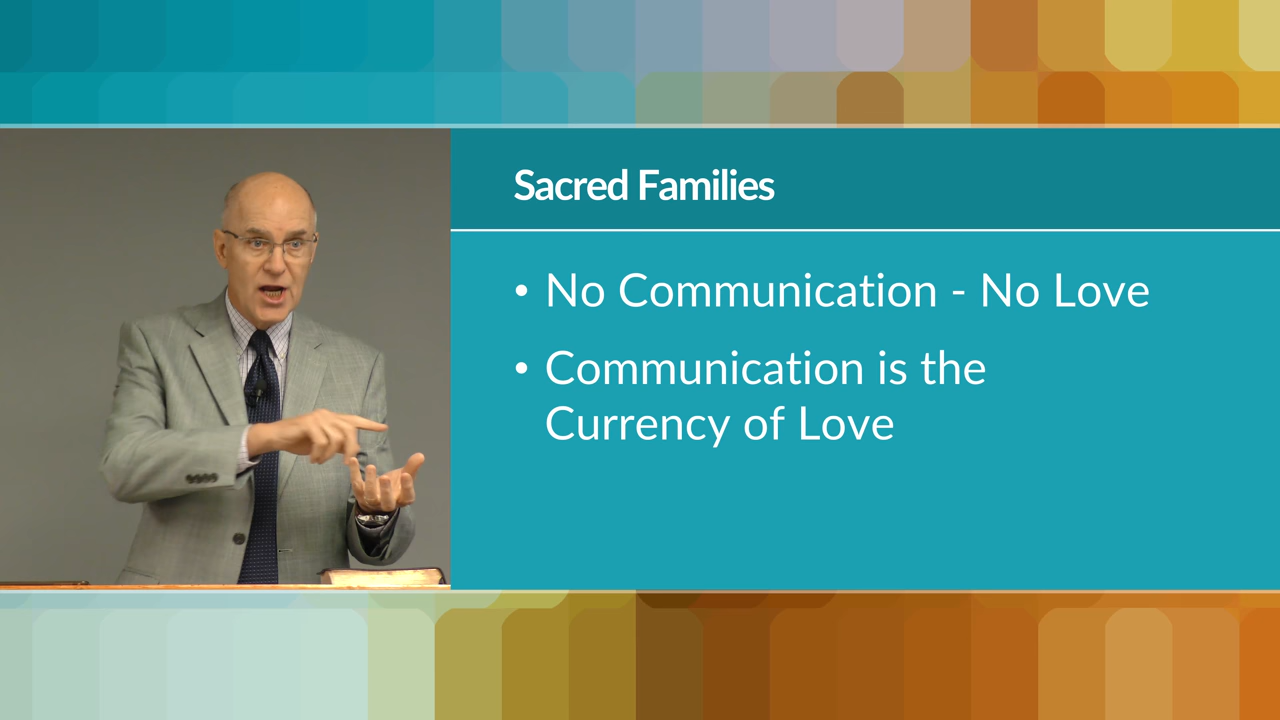 Sacred Families
• No Communication - No Love
• Communication is the
Currency of Love